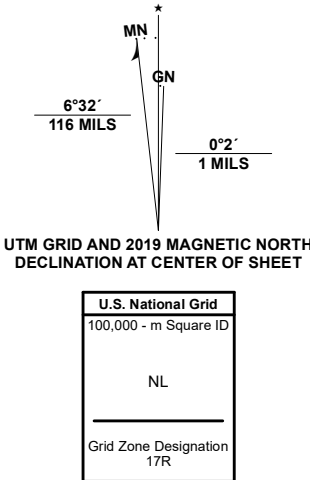 MN
GN
6°32´
116 MILS
0°2´
1 MILS
UTM GRID AND 2019 MAGNETIC NORTH
DECLINATION AT CENTER OF SHEET
U.S. National Grid
100,000 - m Square ID
NL
Grid Zone Designation
17R